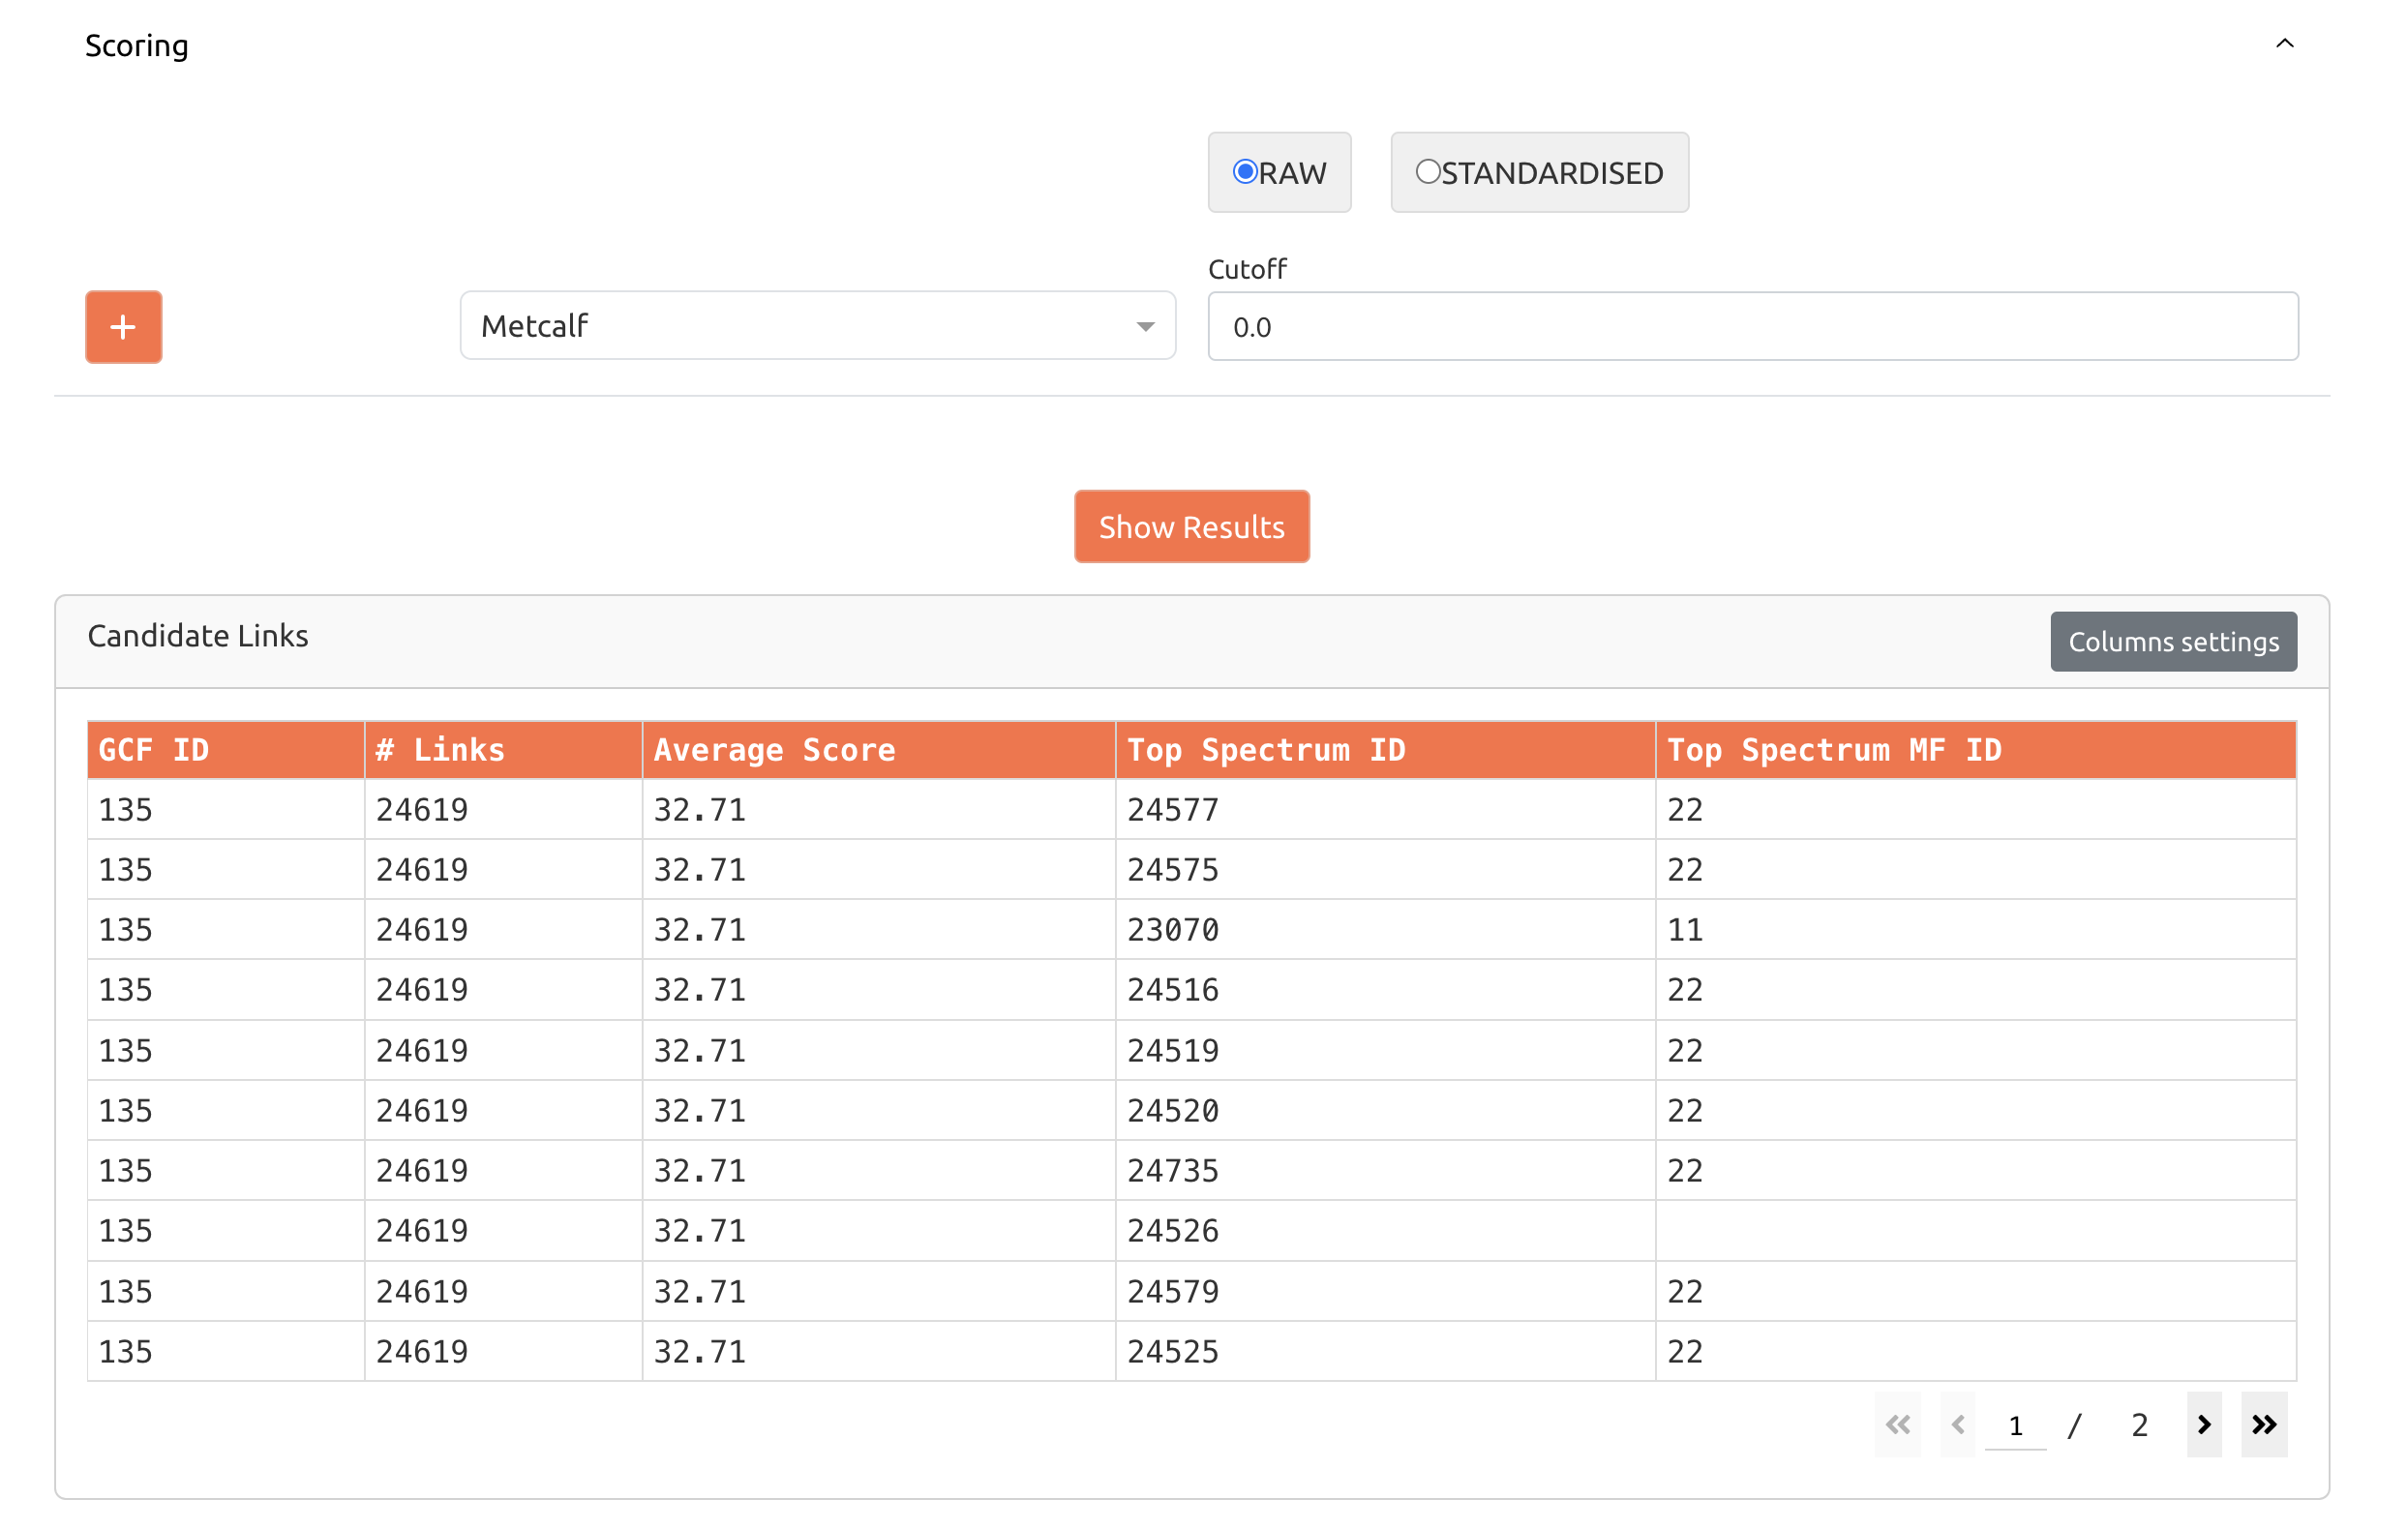 Scoring
RAW STANDARDISED
Cutoff
+ Metcalf 0.0
Show Results
Candidate Links Columns settings
GCF ID # Links Average Score Top Spectrum ID Top Spectrum MF ID
135 24619 32.71 24577 22
135 24619 32.71 24575 22
135 24619 32.71 23070 11
135 24619 32.71 24516 22
135 24619 32.71 24519 22
135 24619 32.71 24520 22
135 24619 32.71 24735 22
135 24619 32.71 24526
135 24619 32.71 24579 22
135 24619 32.71 24525 22
1 / 2